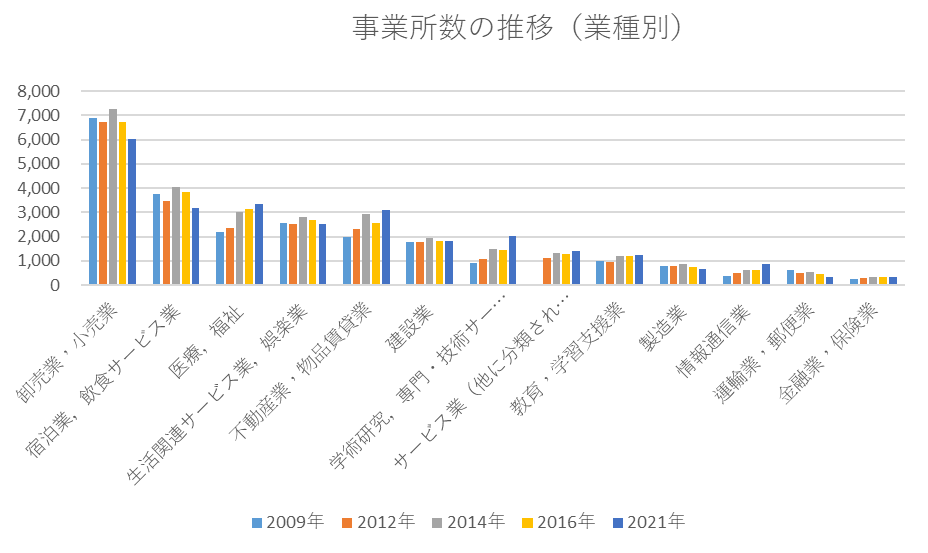 事業所数の推移（業種別）
8,000
7,000
6,000
5,000
4,000
3,000
2,000
1,000
0
卸売業，小売業
宿泊業，飲食サービス業
医療，福祉
生活関連サービス業，娯楽業
不動産業，物品賃貸業
建設業
学術研究，専門・技術サー…
サービス業（他に分類され…
教育，学習支援業
製造業
情報通信業
運輸業，郵便業
金融業，保険業
2009年 2012年 2014年 2016年 2021年